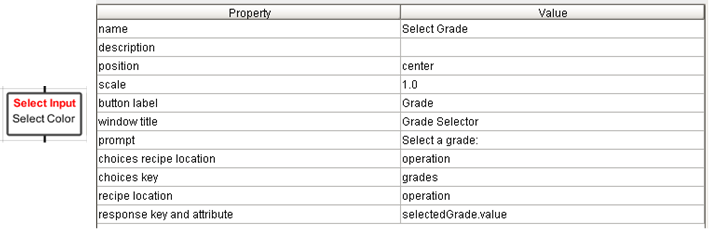 Property Value
name Select Grade
description
position center
scale 1.0
button label Grade
window title Grade Selector
prompt Select a grade:
choices recipe location operation
choices key grades
recipe location operation
response key and attribute selectedGrade.value
Select Input
Select Color